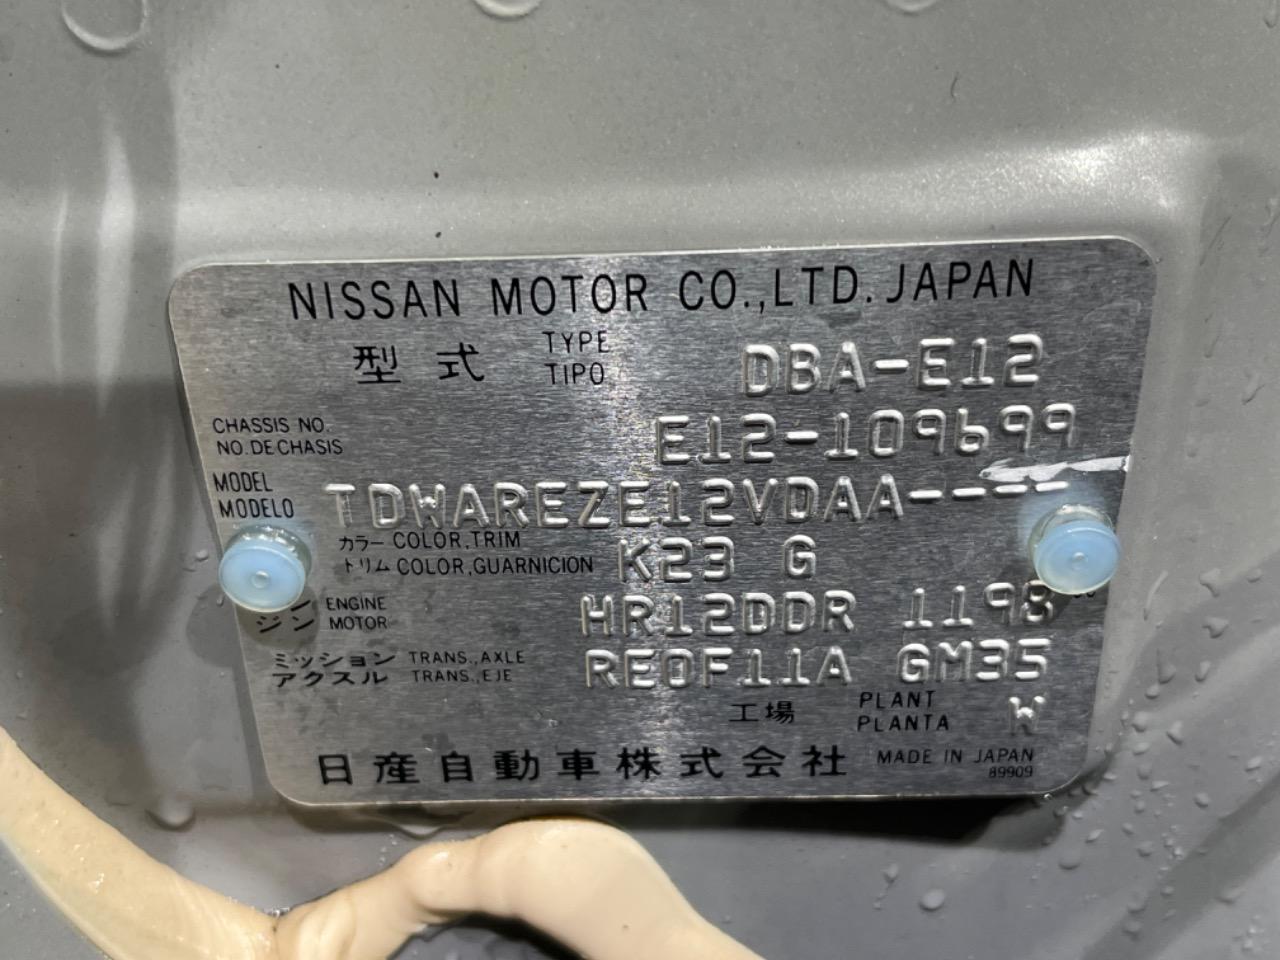 NISSAN MOTOR CO.,LTD. JAPAN
型式 TYPE TIPO DBA-E12
CHASSIS NO.
NO.DE CHASIS E12-109699
MODEL
MODELO TDWAREZE12VDAA----
カラー COLOR,TRIM
トリム COLOR,GUARNICION K23 G
ENGINE
ジン MOTOR HR12DDR 1198
ミッション TRANS.,AXLE
アクスル TRANS.,EJE RE0F11A GM35
工場 PLANT
PLANTA W
日産自動車株式会社 MADE IN JAPAN
89909